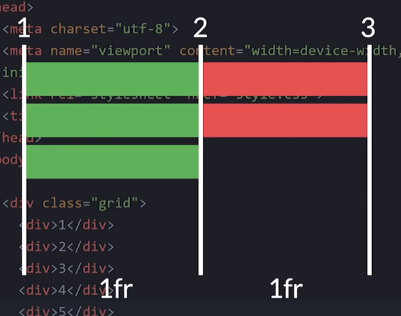 head>
<meta charset="utf-8">
1 2 3
<meta name="viewport" content="width=device-width,
ini
<link rel="stylesheet" href="style.css">
<ti
/head>
body
<div class="grid">
<div>1</div>
<div>2</div>
<div>3</div>
<div>4</div>
1fr 1fr
<div>5</div>